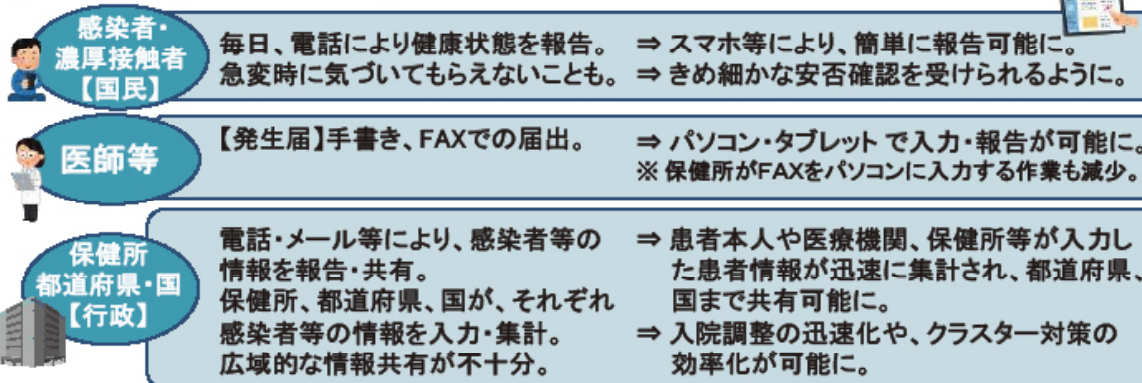 感染者・
濃厚接触者
【国民】
毎日、電話により健康状態を報告。
急変時に気づいてもらえないことも。
⇒ スマホ等により、簡単に報告可能に。
⇒ きめ細かな安否確認を受けられるように。
医師等
【発生届】手書き、FAXでの届出。
⇒ パソコン・タブレット で入力・報告が可能に。
※ 保健所がFAXをパソコンに入力する作業も減少。
保健所
都道府県・国
【行政】
電話・メール等により、感染者等の
情報を報告・共有。
保健所、都道府県、国が、それぞれ
感染者等の情報を入力・集計。
広域的な情報共有が不十分。
⇒ 患者本人や医療機関、保健所等が入力し
た患者情報が迅速に集計され、都道府県、
国まで共有可能に。
⇒ 入院調整の迅速化や、クラスター対策の
効率化が可能に。